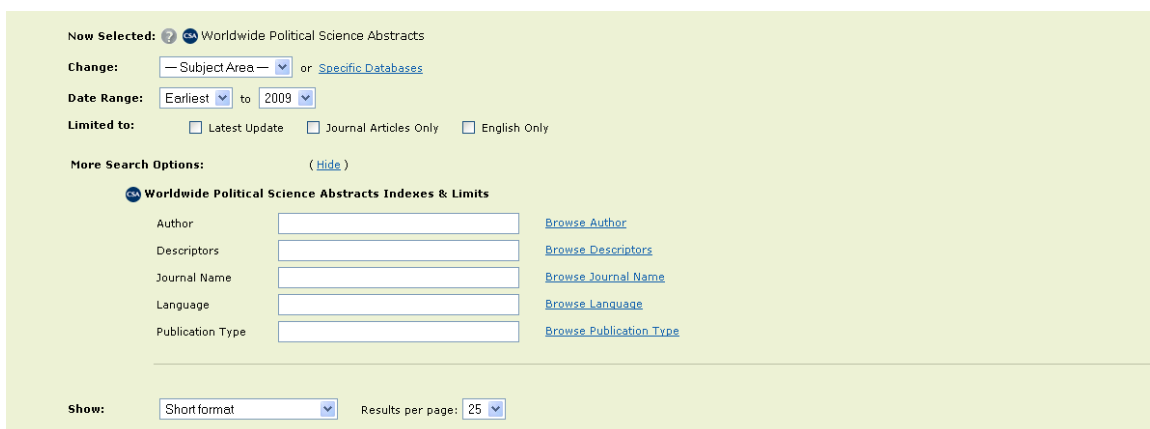 Now Selected: ? CSA Worldwide Political Science Abstracts
Change: — Subject Area — or Specific Databases
Date Range: Earliest to 2009
Limited to: Latest Update Journal Articles Only English Only
More Search Options: ( Hide )
CSA Worldwide Political Science Abstracts Indexes & Limits
Author Browse Author
Descriptors Browse Descriptors
Journal Name Browse Journal Name
Language Browse Language
Publication Type Browse Publication Type
Show: Short format Results per page: 25